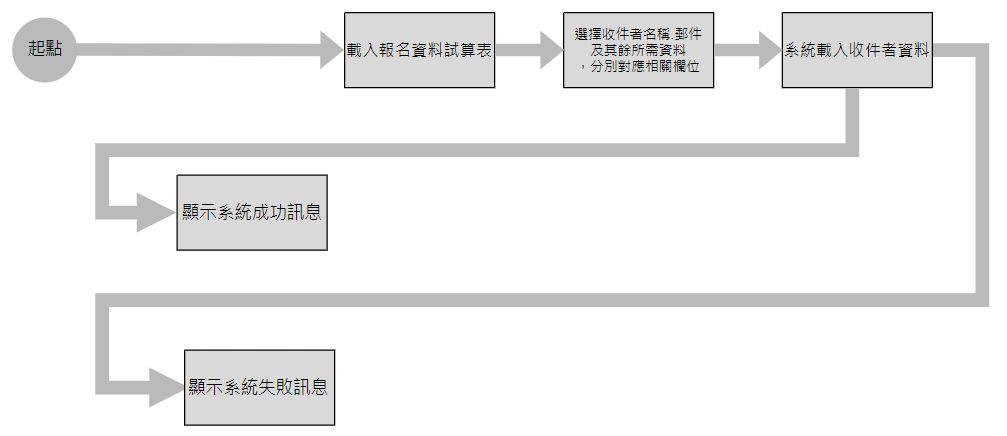 起點
載入報名資料試算表
選擇收件者名稱.郵件
及其餘所需資料
，分別對應相關欄位
系統載入收件者資料
顯示系統成功訊息
顯示系統失敗訊息